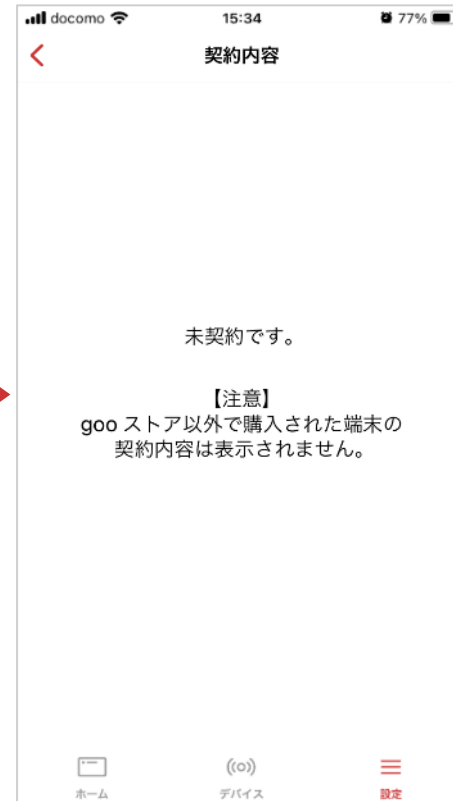 docomo 15:34 77%
契約内容
未契約です。
【注意】
goo ストア以外で購入された端末の
契約内容は表示されません。
ホーム デバイス 設定